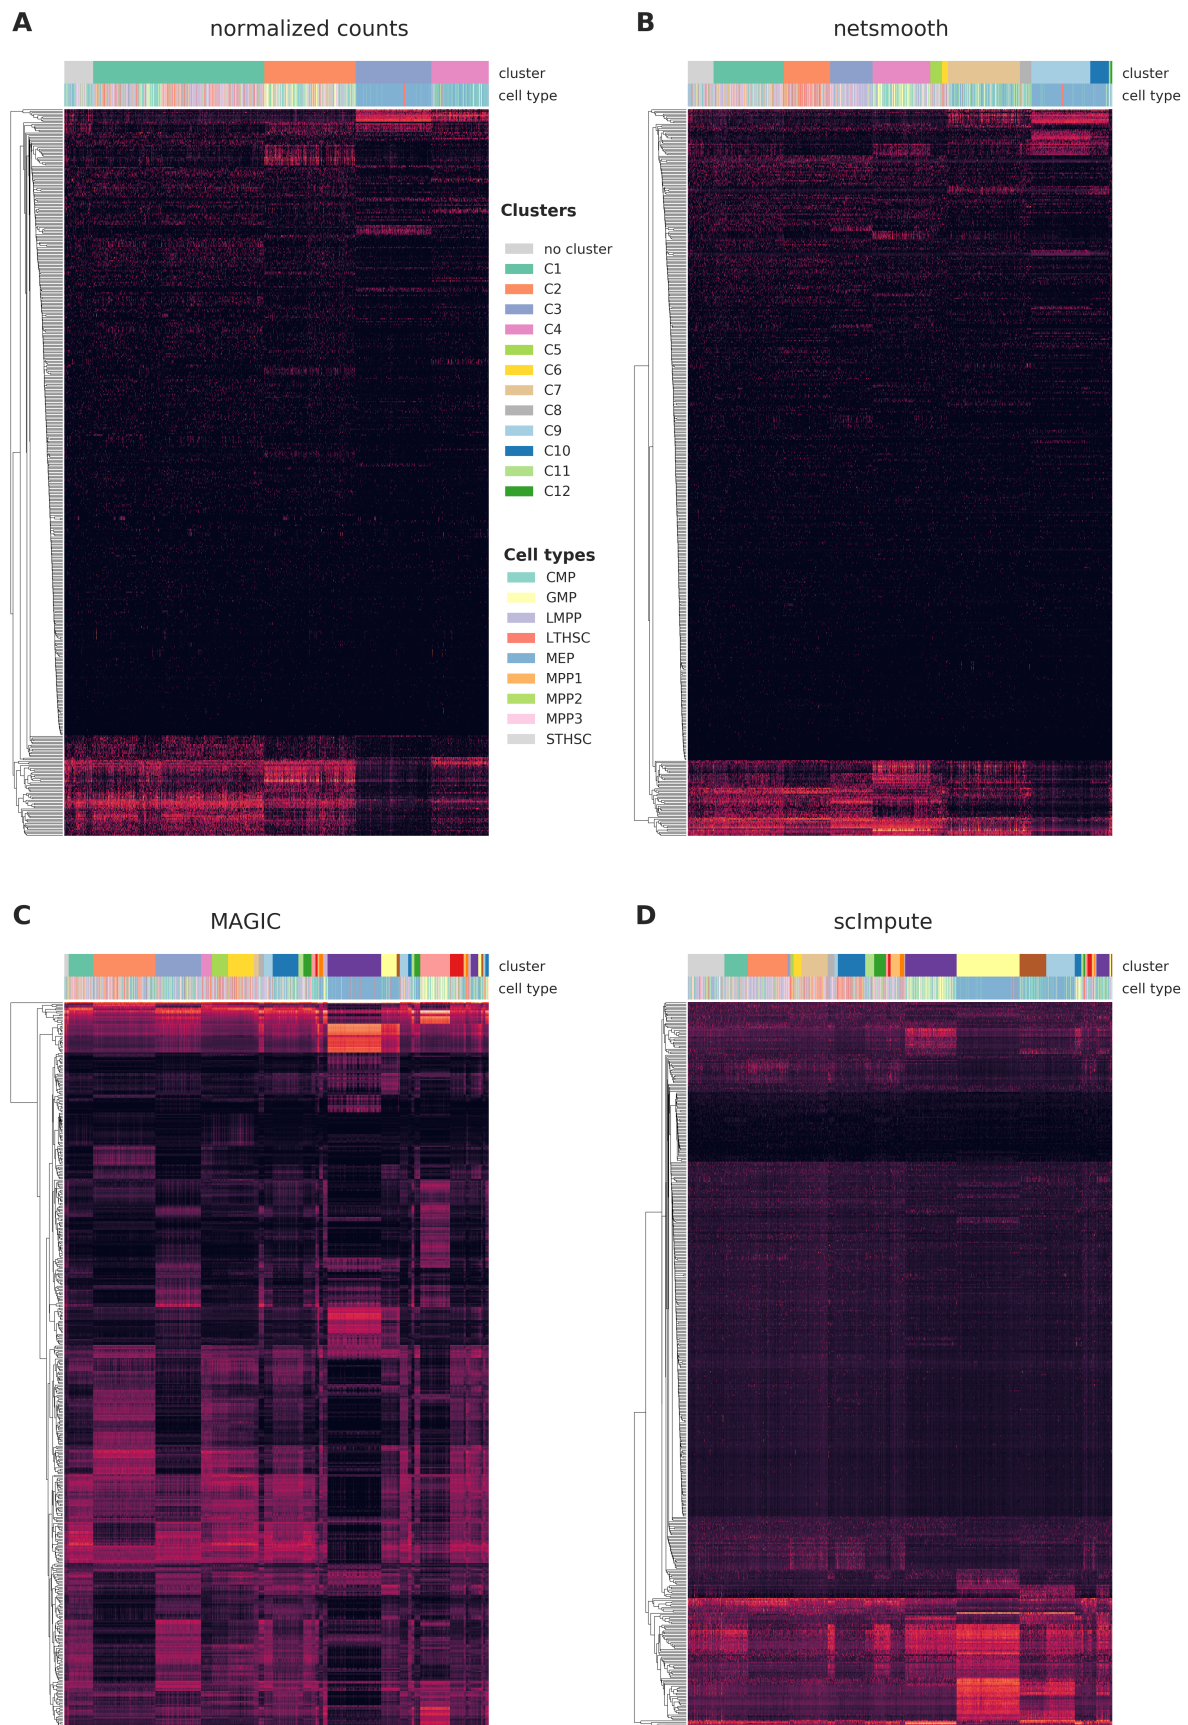 A
normalized counts
cluster
cell type
B
netsmooth
cluster
cell type
Clusters
no cluster
C1
C2
C3
C4
C5
C6
C7
C8
C9
C10
C11
C12
Cell types
CMP
GMP
LMPP
LTHSC
MEP
MPP1
MPP2
MPP3
STHSC
C
MAGIC
cluster
cell type
D
scImpute
cluster
cell type